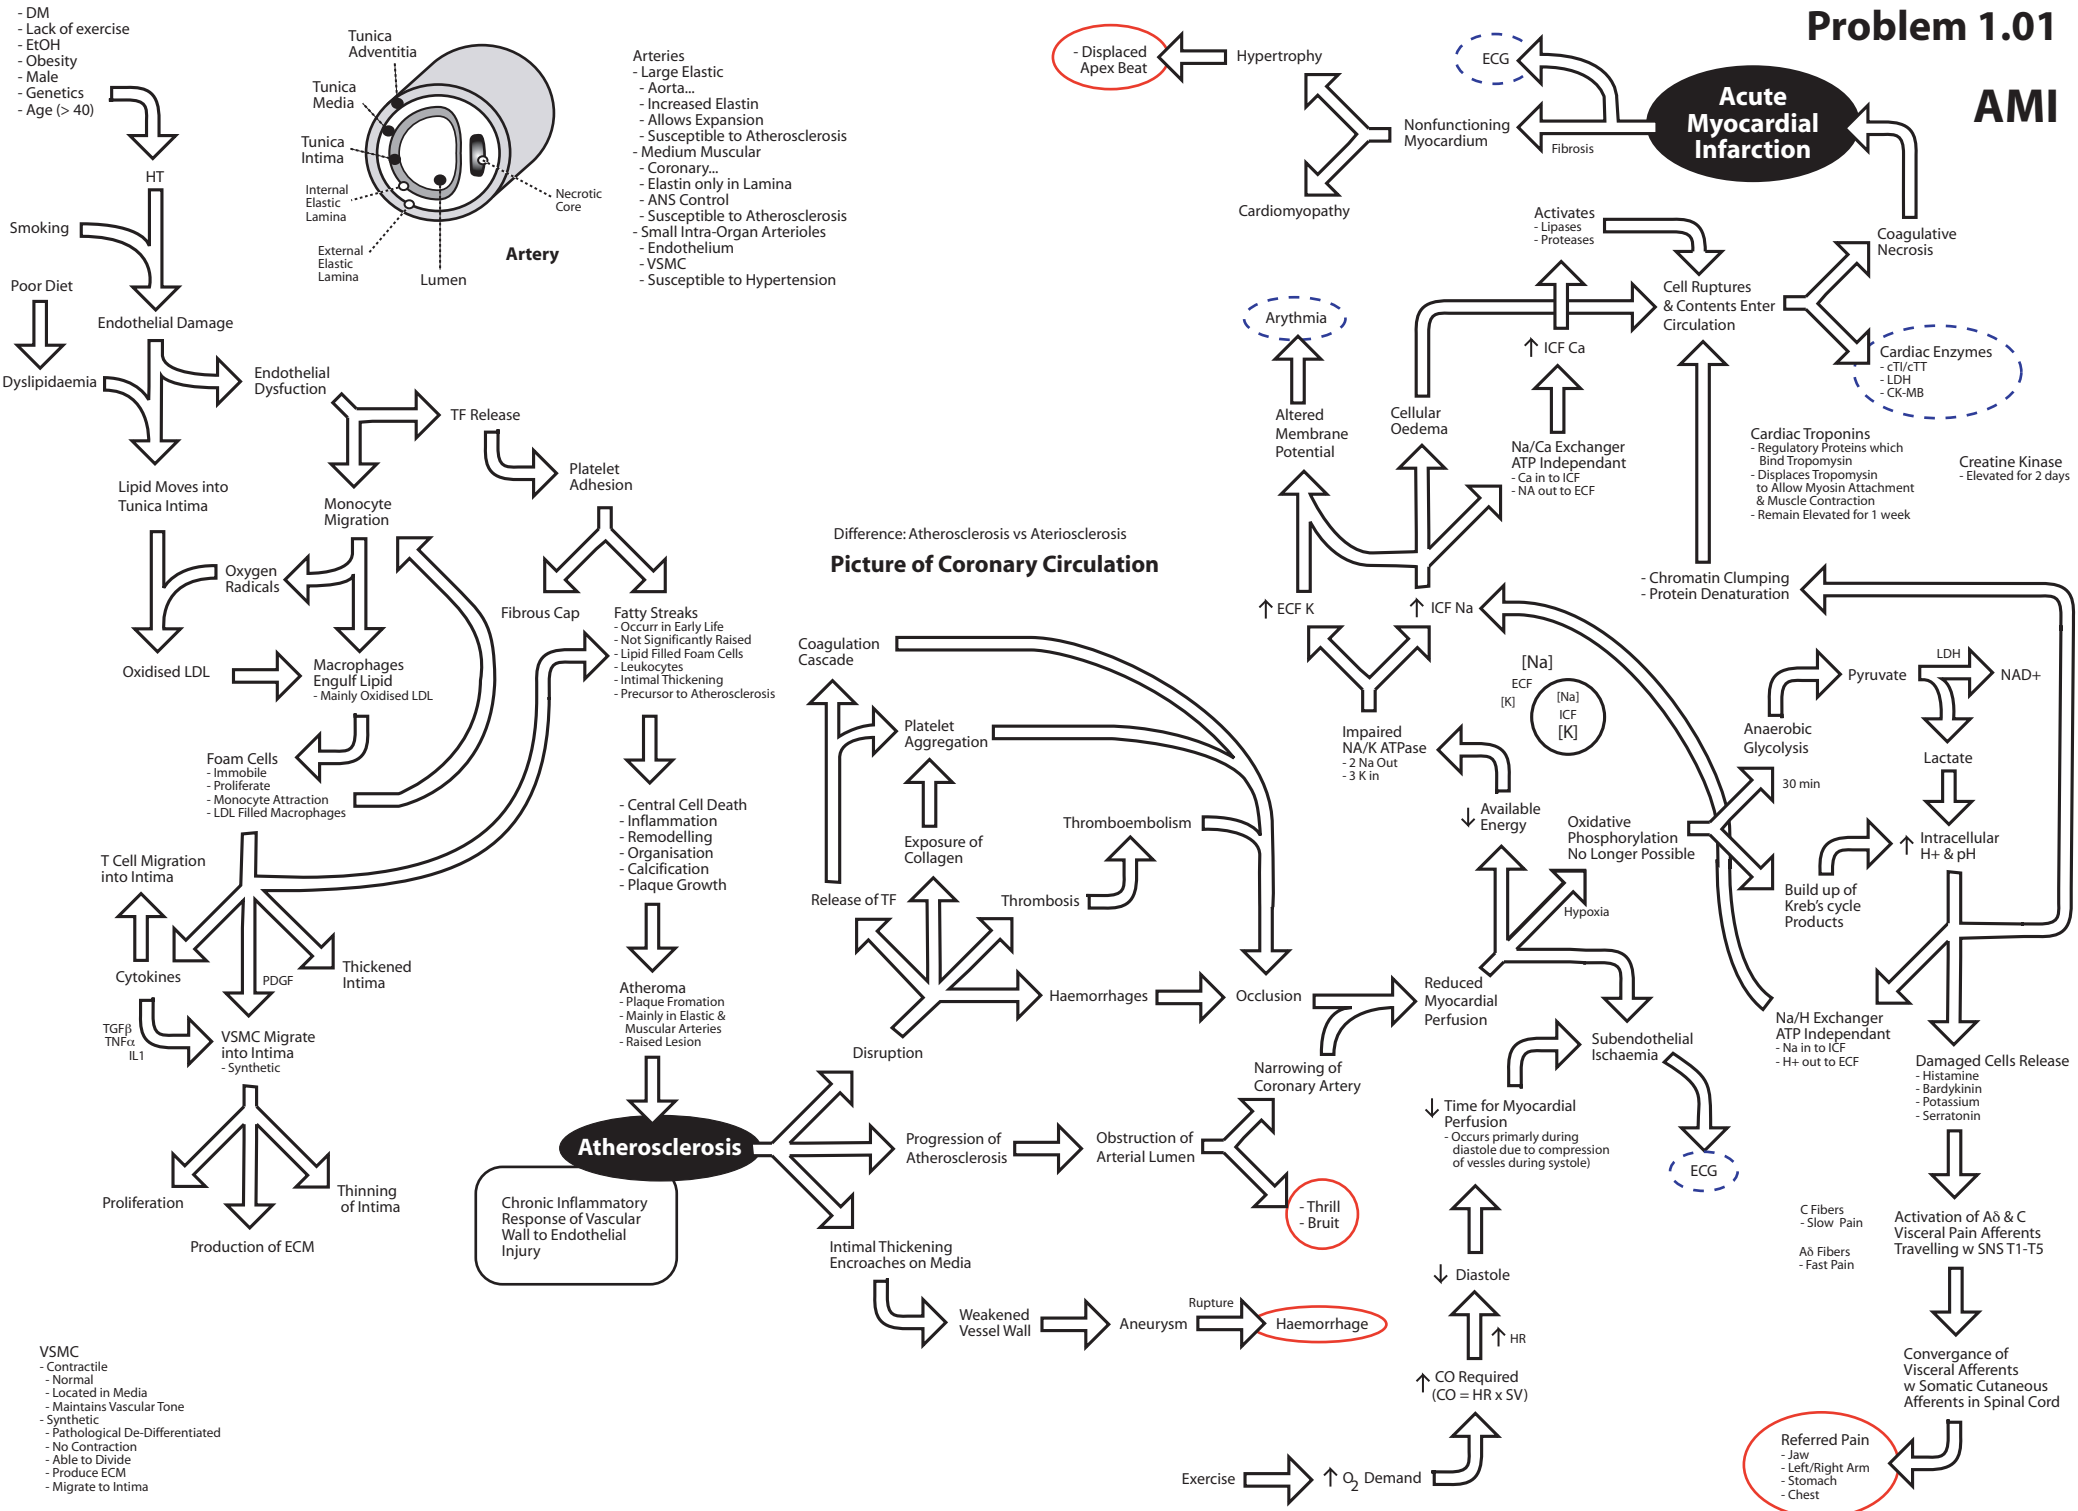 Problem 1.01
AMI
- DM
- Lack of exercise
- EtOH
- Obesity
- Male
- Genetics
- Age (> 40)
HT
Smoking
Poor Diet
Endothelial Damage
Dyslipidaemia
Endothelial
Dysfuction
Lipid Moves into
Tunica Intima
TF Release
Platelet
Adhesion
Monocyte
Migration
Oxygen
Radicals
Oxidised LDL
Macrophages
Engulf Lipid
- Mainly Oxidised LDL
Foam Cells
- Immobile
- Proliferate
- Monocyte Attraction
- LDL Filled Macrophages
T Cell Migration
into Intima
Cytokines
PDGF
Thickened
Intima
TGFβ
TNFα
IL1
VSMC Migrate
into Intima
- Synthetic
Proliferation
Thinning
of Intima
Production of ECM
VSMC
- Contractile
- Normal
- Located in Media
- Maintains Vascular Tone
- Synthetic
- Pathological De-Differentiated
- No Contraction
- Able to Divide
- Produce ECM
- Migrate to Intima
Tunica
Adventitia
Tunica
Media
Tunica
Intima
Internal
Elastic
Lamina
External
Elastic
Lamina
Lumen
Necrotic
Core
Artery
Arteries
- Large Elastic
- Aorta...
- Increased Elastin
- Allows Expansion
- Susceptible to Atherosclerosis
- Medium Muscular
- Coronary...
- Elastin only in Lamina
- ANS Control
- Susceptible to Atherosclerosis
- Small Intra-Organ Arterioles
- Endothelium
- VSMC
- Susceptible to Hypertension
Fibrous Cap
Fatty Streaks
- Occurr in Early Life
- Not Significantly Raised
- Lipid Filled Foam Cells
- Leukocytes
- Intimal Thickening
- Precursor to Atherosclerosis
- Central Cell Death
- Inflammation
- Remodelling
- Organisation
- Calcification
- Plaque Growth
Atheroma
- Plaque Fromation
- Mainly in Elastic &
Muscular Arteries
- Raised Lesion
Atherosclerosis
Chronic Inflammatory
Response of Vascular
Wall to Endothelial
Injury
Difference: Atherosclerosis vs Ateriosclerosis
Picture of Coronary Circulation
Coagulation
Cascade
Platelet
Aggregation
Exposure of
Collagen
Thromboembolism
Release of TF
Thrombosis
Haemorrhages
Occlusion
Disruption
Narrowing of
Coronary Artery
Progression of
Atherosclerosis
Obstruction of
Arterial Lumen
- Thrill
- Bruit
Intimal Thickening
Encroaches on Media
Weakened
Vessel Wall
Aneurysm
Rupture
Haemorrhage
Reduced
Myocardial
Perfusion
Exercise
↑ O2 Demand
↑ CO Required
(CO = HR x SV)
↑ HR
↓ Diastole
↓ Time for Myocardial
Perfusion
- Occurs primarly during
diastole due to compression
of vessles during systole)
Subendothelial
Ischaemia
ECG
Hypoxia
↓ Available
Energy
Impaired
NA/K ATPase
- 2 Na Out
- 3 K in
↑ ECF K
↑ ICF Na
[Na]
ECF
[K]
[Na]
ICF
[K]
Altered
Membrane
Potential
Arythmia
Cellular
Oedema
Na/Ca Exchanger
ATP Independant
- Ca in to ICF
- NA out to ECF
↑ ICF Ca
Activates
- Lipases
- Proteases
Cell Ruptures
& Contents Enter
Circulation
Coagulative
Necrosis
Cardiac Enzymes
- cTI/cTT
- LDH
- CK-MB
Cardiac Troponins
- Regulatory Proteins which
Bind Tropomysin
- Displaces Tropomysin
to Allow Myosin Attachment
& Muscle Contraction
- Remain Elevated for 1 week
Creatine Kinase
- Elevated for 2 days
Acute
Myocardial
Infarction
ECG
Fibrosis
Nonfunctioning
Myocardium
Hypertrophy
- Displaced
Apex Beat
Cardiomyopathy
- Chromatin Clumping
- Protein Denaturation
Oxidative
Phosphorylation
No Longer Possible
30 min
Anaerobic
Glycolysis
Pyruvate
LDH
NAD+
Lactate
↑ Intracellular
H+ & pH
Build up of
Kreb's cycle
Products
Na/H Exchanger
ATP Independant
- Na in to ICF
- H+ out to ECF
Damaged Cells Release
- Histamine
- Bardykinin
- Potassium
- Serratonin
C Fibers
- Slow Pain
Aδ Fibers
- Fast Pain
Activation of Aδ & C
Visceral Pain Afferents
Travelling w SNS T1-T5
Convergance of
Visceral Afferents
w Somatic Cutaneous
Afferents in Spinal Cord
Referred Pain
- Jaw
- Left/Right Arm
- Stomach
- Chest